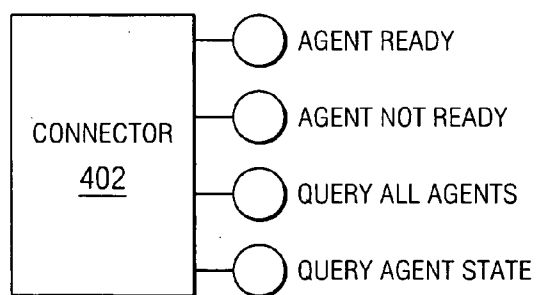 AGENT READY
AGENT NOT READY
CONNECTOR
402
QUERY ALL AGENTS
QUERY AGENT STATE